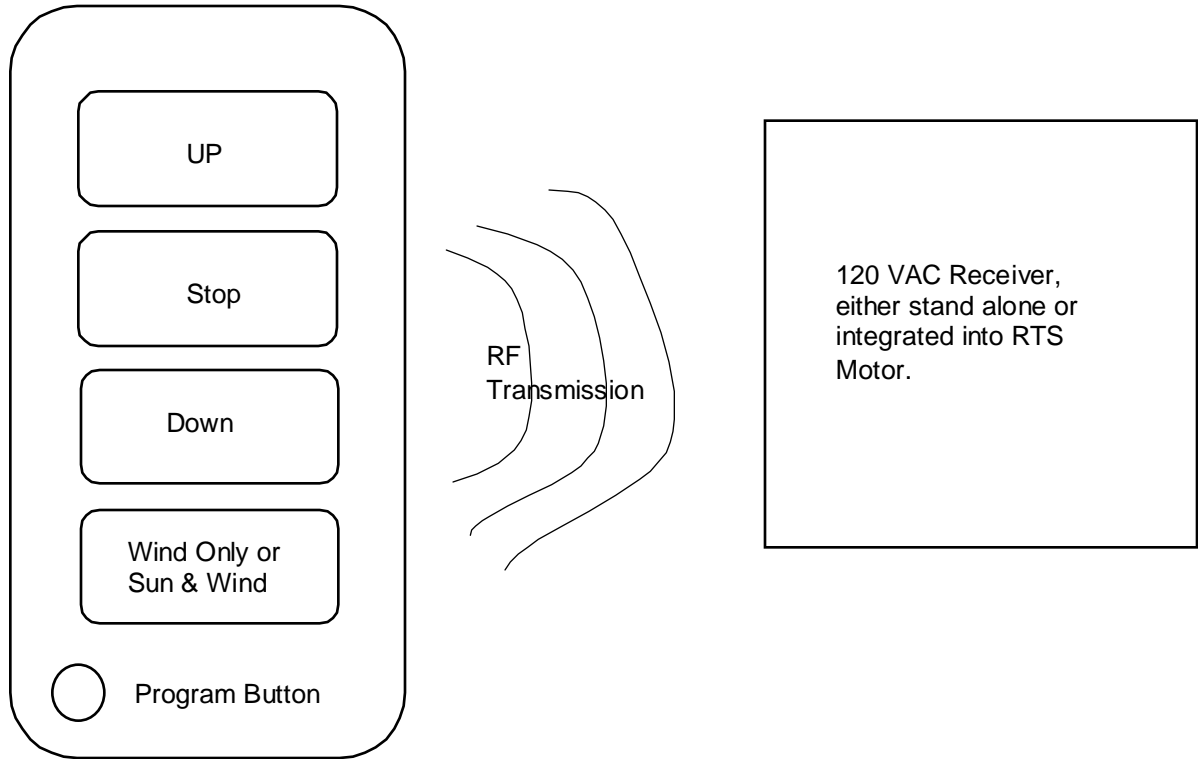 UP
Stop
Down
Wind Only or
Sun & Wind
Program Button
RF
Transmission
120 VAC Receiver,
either stand alone or
integrated into RTS
Motor.